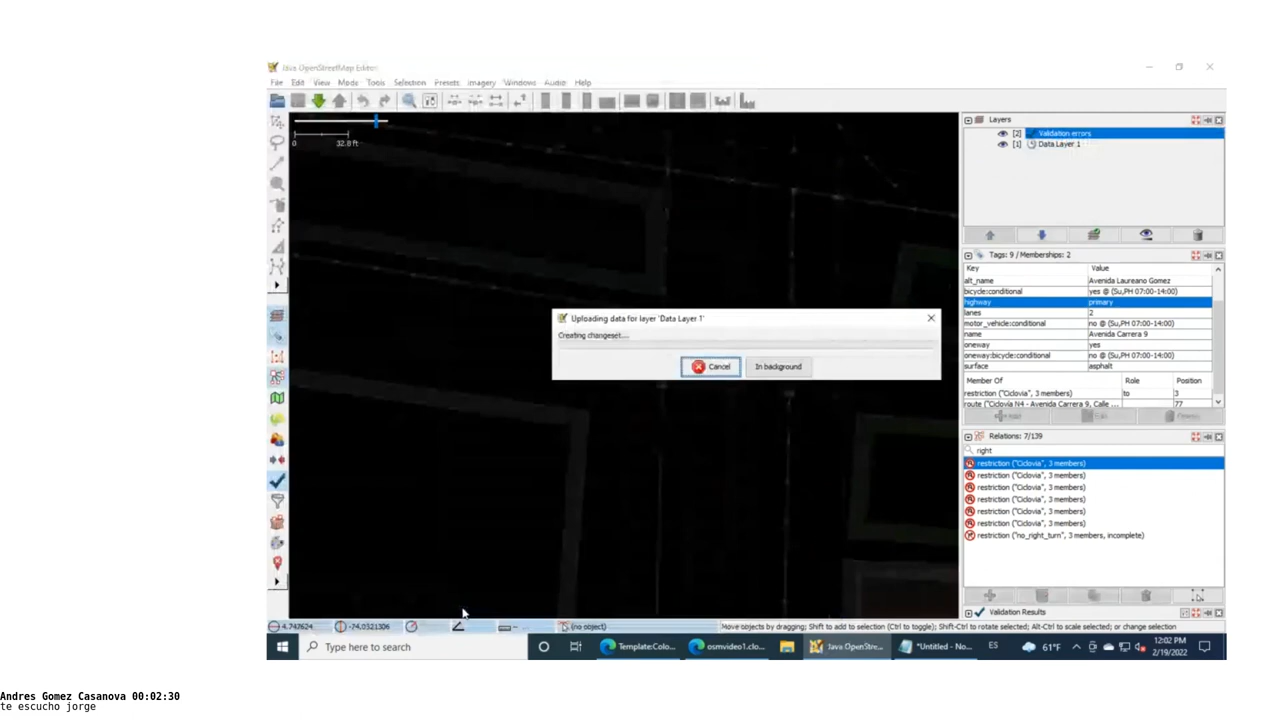 Java OpenStreetMap Editor
File Edit View Mode Tools Selection Presets Imagery Windows Audio Help
0 32.8 ft
Layers
[2] Validation errors
[1] Data Layer 1
Tags: 9 / Memberships: 2
Key Value
alt_name Avenida Laureano Gomez
bicycle:conditional yes @ (Su,PH 07:00-14:00)
highway primary
lanes 2
motor_vehicle:conditional no @ (Su,PH 07:00-14:00)
name Avenida Carrera 9
oneway yes
oneway:bicycle:conditional no @ (Su,PH 07:00-14:00)
surface asphalt
Member Of Role Position
restriction ("Ciclovia", 3 members) to 3
route ("Ciclovía N4 - Avenida Carrera 9, Calle ... 77
Add Edit Delete
Relations: 7/139
right
restriction ("Ciclovia", 3 members)
restriction ("Ciclovia", 3 members)
restriction ("Ciclovia", 3 members)
restriction ("Ciclovia", 3 members)
restriction ("Ciclovia", 3 members)
restriction ("Ciclovia", 3 members)
restriction ("no_right_turn", 3 members, incomplete)
Validation Results
Uploading data for layer 'Data Layer 1'
Creating changeset...
Cancel In background
4.747624 -74.0321306 (no object) Move objects by dragging; Shift to add to selection (Ctrl to toggle); Shift-Ctrl to rotate selected; Alt-Ctrl to scale selected; or change selection
Type here to search
Template:Colo...
osmvideo1.clo...
Java OpenStre...
*Untitled - No...
ES
61°F
12:02 PM
2/19/2022
Andres Gomez Casanova 00:02:30
te escucho jorge